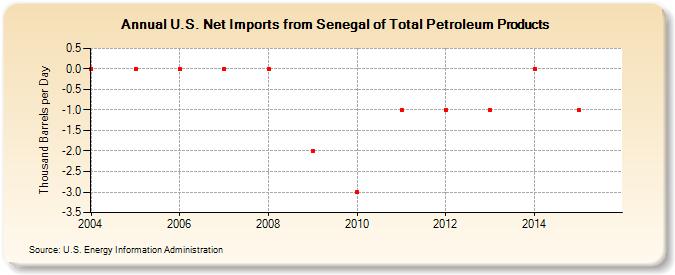 Annual U.S. Net Imports from Senegal of Total Petroleum Products
Thousand Barrels per Day
0.5
0.0
-0.5
-1.0
-1.5
-2.0
-2.5
-3.0
-3.5
2004 2006 2008 2010 2012 2014
Source: U.S. Energy Information Administration